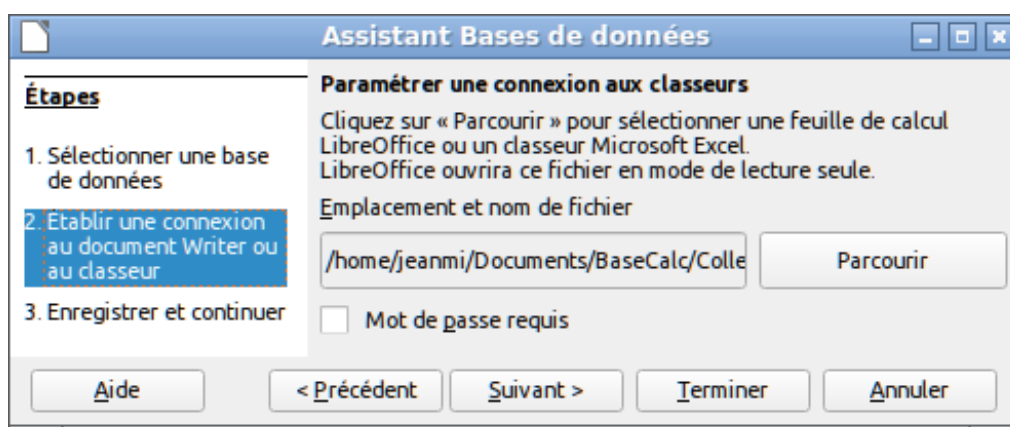 Assistant Bases de données
Étapes
1. Sélectionner une base
de données
2. Établir une connexion
au document Writer ou
au classeur
3. Enregistrer et continuer
Paramétrer une connexion aux classeurs
Cliquez sur « Parcourir » pour sélectionner une feuille de calcul
LibreOffice ou un classeur Microsoft Excel.
LibreOffice ouvrira ce fichier en mode de lecture seule.
Emplacement et nom de fichier
/home/jeanmi/Documents/BaseCalc/Colle
Parcourir
Mot de passe requis
Aide
< Précédent
Suivant >
Terminer
Annuler